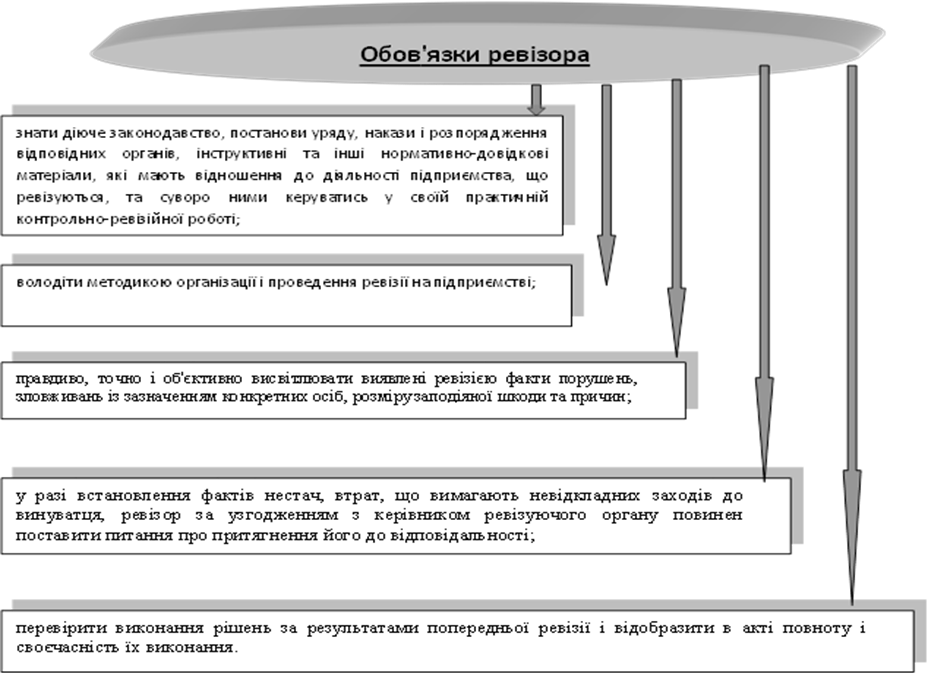 Обов'язки ревізора
знати діюче законодавство, постанови уряду, накази і розпорядження
відповідних органів, інструктивні та інші нормативно-довідкові
матеріали, які мають відношення до діяльності підприємства, що
ревізуються, та суворо ними керуватись у своїй практичній
контрольно-ревізійної роботі;
володіти методикою організації і проведення ревізії на підприємстві;
правдиво, точно і об'єктивно висвітлювати виявлені ревізією факти порушень,
зловживань із зазначенням конкретних осіб, розміру заподіяної шкоди та причин;
у разі встановлення фактів нестач, втрат, що вимагають невідкладних заходів до
винуватця, ревізор за узгодженням з керівником ревізуючого органу повинен
поставити питання про притягнення його до відповідальності;
перевірити виконання рішень за результатами попередньої ревізії і відобразити в акті повноту і
своєчасність їх виконання.